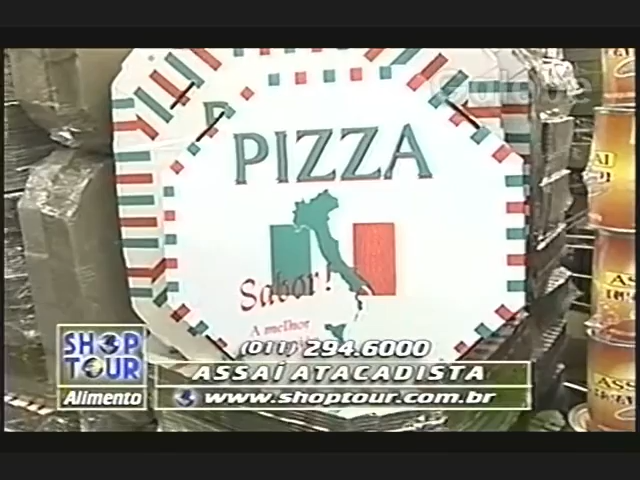 PIZZA
Sabor!
A melhor
(011) 294.6000
SHOP
TOUR
ASSAÍ ATACADISTA
Alimento
www.shoptour.com.br